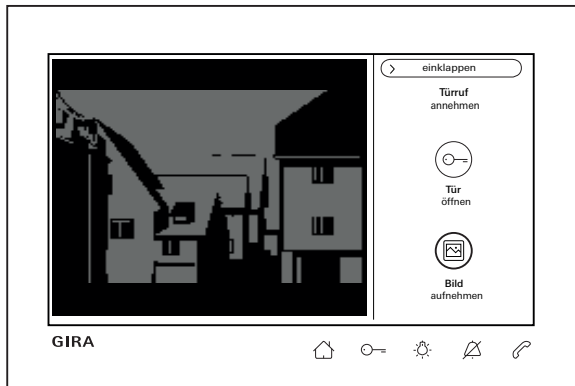 einklappen
Türruf
annehmen
Tür
öffnen
Bild
aufnehmen
GIRA